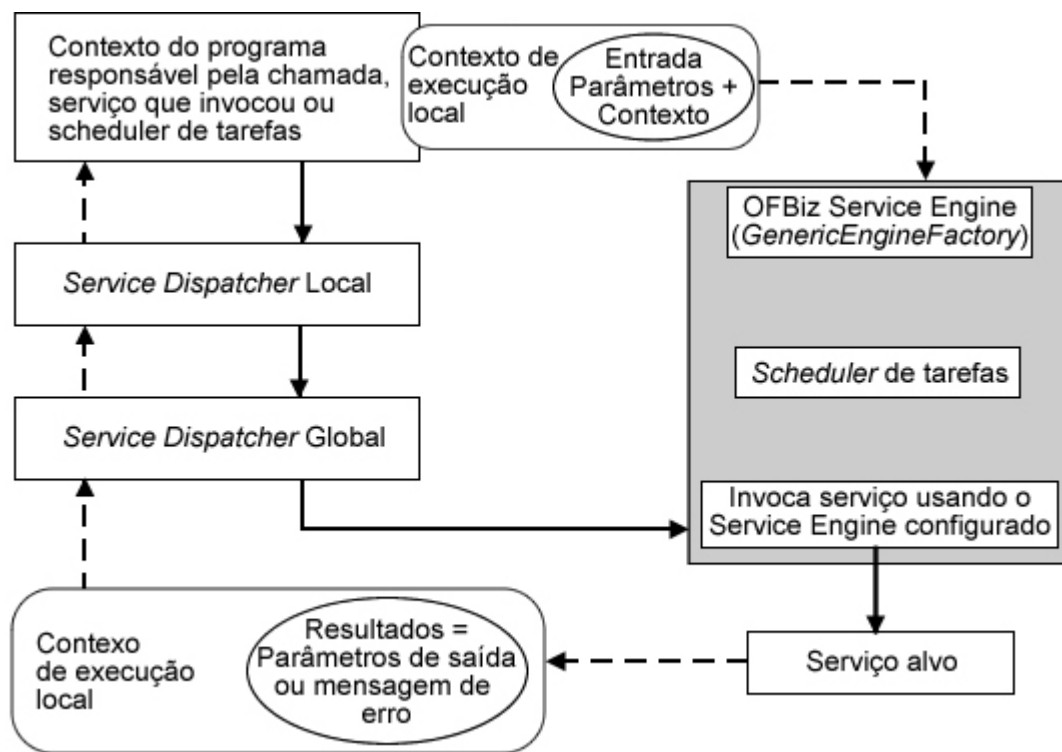 Contexto do programa
responsável pela chamada,
serviço que invocou ou
scheduler de tarefas
Contexto de
execução
local
Entrada
Parâmetros +
Contexto
OFBiz Service Engine
(GenericEngineFactory)
Service Dispatcher Local
Scheduler de tarefas
Service Dispatcher Global
Invoca serviço usando o
Service Engine configurado
Contexo
de execução
local
Resultados =
Parâmetros de saída
ou mensagem de
erro
Serviço alvo